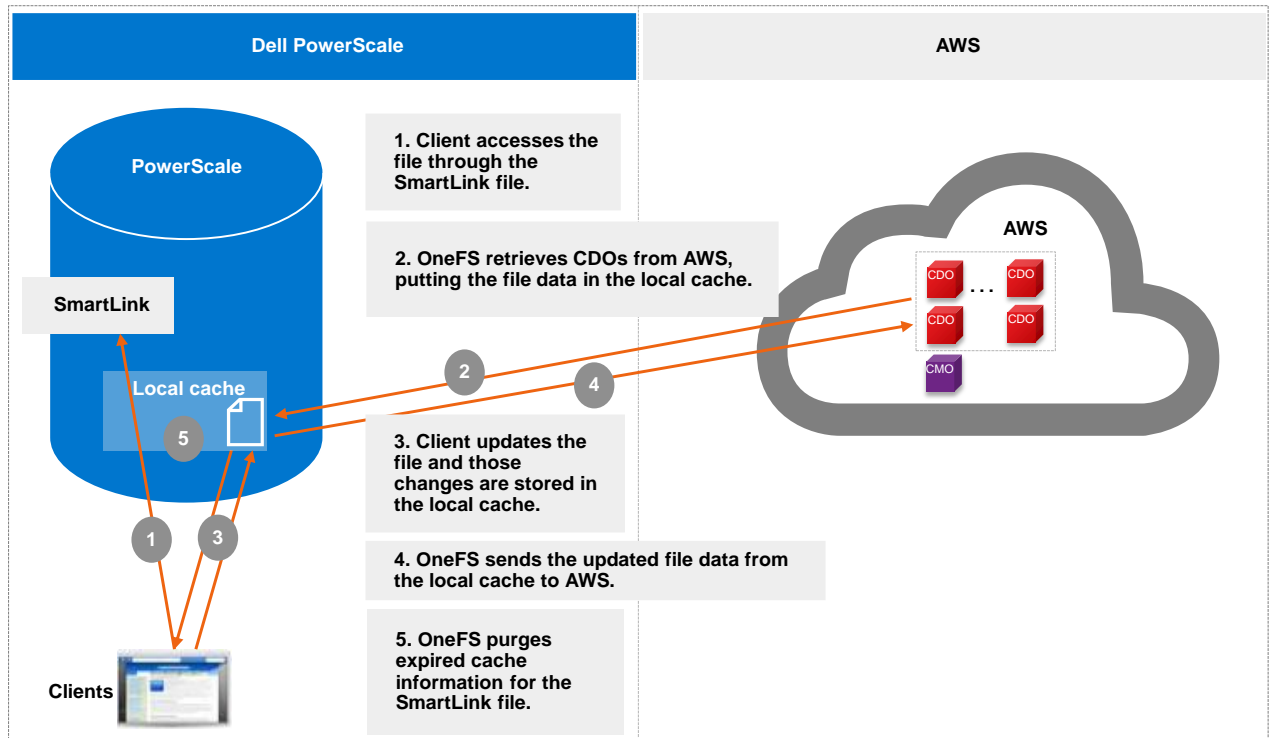 Dell PowerScale
AWS
PowerScale
1. Client accesses the
file through the
SmartLink file.
2. OneFS retrieves CDOs from AWS,
putting the file data in the local cache.
AWS
CDO
...
CDO
CDO
CDO
CMO
SmartLink
2
4
Local cache
5
3. Client updates the
file and those
changes are stored in
the local cache.
1
3
4. OneFS sends the updated file data from
the local cache to AWS.
5. OneFS purges
expired cache
information for the
SmartLink file.
Clients